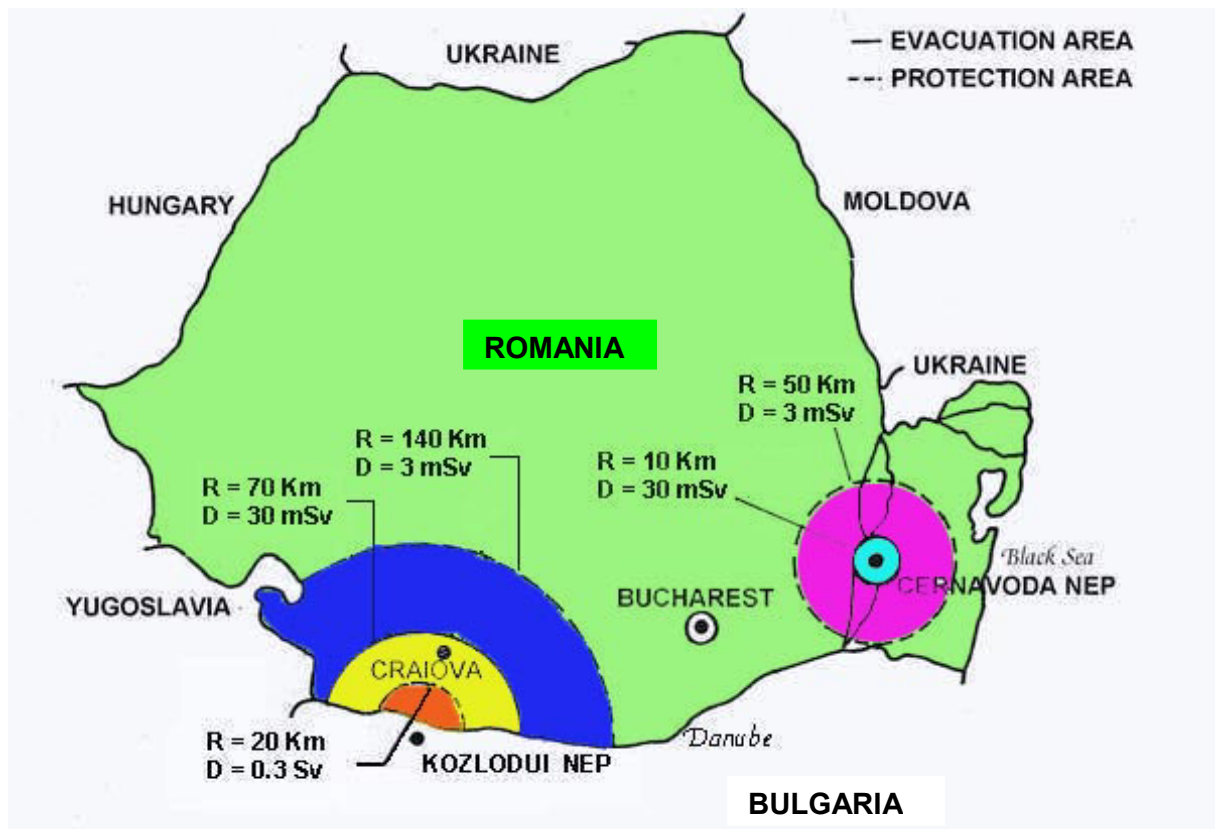 UKRAINE
EVACUATION AREA
PROTECTION AREA
HUNGARY
MOLDOVA
ROMANIA
UKRAINE
R = 50 Km
D = 3 mSv
R = 140 Km
D = 3 mSv
R = 10 Km
D = 30 mSv
R = 70 Km
D = 30 mSv
Black Sea
CERNAVODA NEP
YUGOSLAVIA
BUCHAREST
CRAIOVA
R = 20 Km
D = 0.3 Sv
Danube
KOZLODUI NEP
BULGARIA